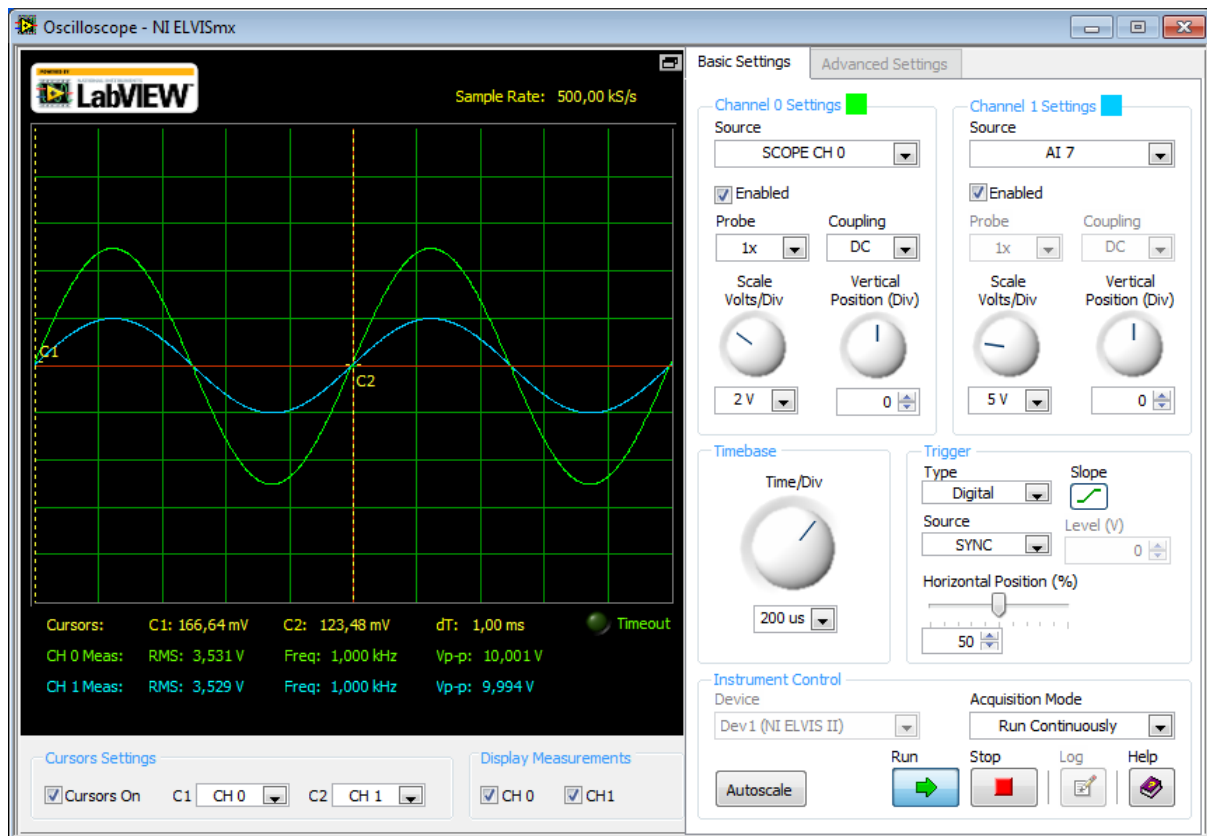 Oscilloscope - NI ELVISmx
POWERED BY
NATIONAL INSTRUMENTS
LabVIEW
Sample Rate: 500,00 kS/s
C1
C2
Cursors: C1: 166,64 mV C2: 123,48 mV dT: 1,00 ms Timeout
CH 0 Meas: RMS: 3,531 V Freq: 1,000 kHz Vp-p: 10,001 V
CH 1 Meas: RMS: 3,529 V Freq: 1,000 kHz Vp-p: 9,994 V
Cursors Settings
Cursors On C1 CH 0 C2 CH 1
Display Measurements
CH 0 CH1
Basic Settings Advanced Settings
Channel 0 Settings
Source
SCOPE CH 0
Enabled
Probe Coupling
1x DC
Scale Vertical
Volts/Div Position (Div)
2 V 0
Channel 1 Settings
Source
AI 7
Enabled
Probe Coupling
1x DC
Scale Vertical
Volts/Div Position (Div)
5 V 0
Timebase
Time/Div
200 us
Trigger
Type Slope
Digital
Source Level (V)
SYNC 0
Horizontal Position (%)
50
Instrument Control
Device Acquisition Mode
Dev1 (NI ELVIS II) Run Continuously
Run Stop Log Help
Autoscale